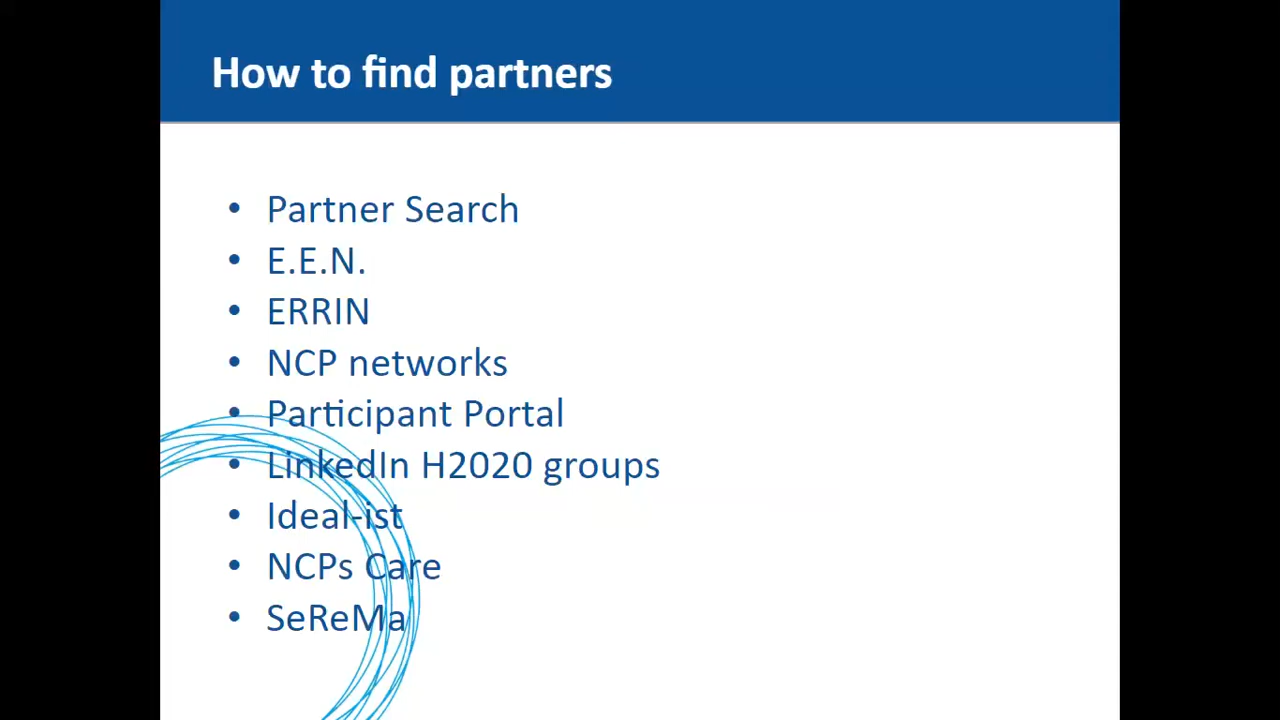 How to find partners
• Partner Search
• E.E.N.
• ERRIN
• NCP networks
• Participant Portal
• LinkedIn H2020 groups
• Ideal-ist
• NCPs Care
• SeReMa